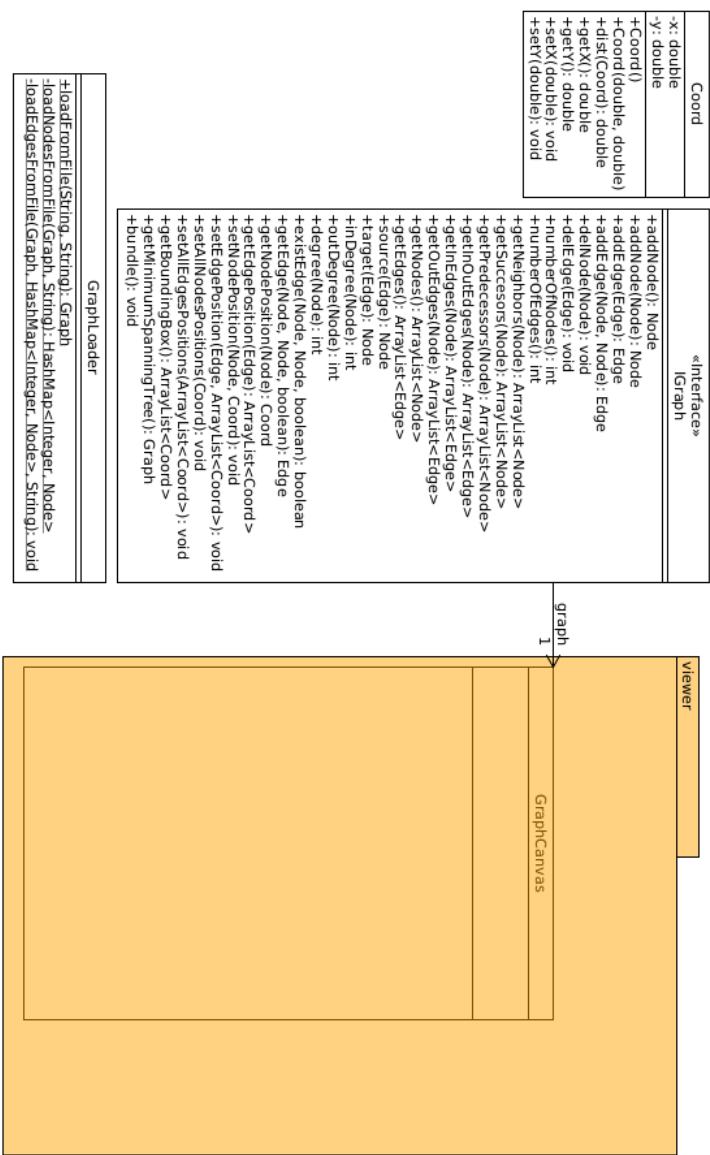 Coord
-x: double
-y: double
+Coord()
+Coord(double, double)
+dist(Coord): double
+getX(): double
+getY(): double
+setX(double): void
+setY(double): void
«Interface»
IGraph
+addNode(): Node
+addNode(Node): Node
+addEdge(Edge): Edge
+addEdge(Node, Node): Edge
+delNode(Node): void
+delEdge(Edge): void
+numberOfNodes(): int
+numberOfEdges(): int
+getNeighbors(Node): ArrayList<Node>
+getSuccesors(Node): ArrayList<Node>
+getPredecessors(Node): ArrayList<Node>
+getInOutEdges(Node): ArrayList<Edge>
+getInEdges(Node): ArrayList<Edge>
+getOutEdges(Node): ArrayList<Edge>
+getNodes(): ArrayList<Node>
+getEdges(): ArrayList<Edge>
+source(Edge): Node
+target(Edge): Node
+inDegree(Node): int
+outDegree(Node): int
+degree(Node): int
+existEdge(Node, Node, boolean): boolean
+getEdge(Node, Node, boolean): Edge
+getNodePosition(Node): Coord
+getEdgePosition(Edge): ArrayList<Coord>
+setNodePosition(Node, Coord): void
+setEdgePosition(Edge, ArrayList<Coord>): void
+setAllNodesPositions(Coord): void
+setAllEdgesPositions(ArrayList<Coord>): void
+getBoundingBox(): ArrayList<Coord>
+getMinimumSpanningTree(): Graph
+bundle(): void
GraphLoader
+loadFromFile(String, String): Graph
-loadNodesFromFile(Graph, String): HashMap<Integer, Node>
-loadEdgesFromFile(Graph, HashMap<Integer, Node>, String): void
graph
1
viewer
GraphCanvas